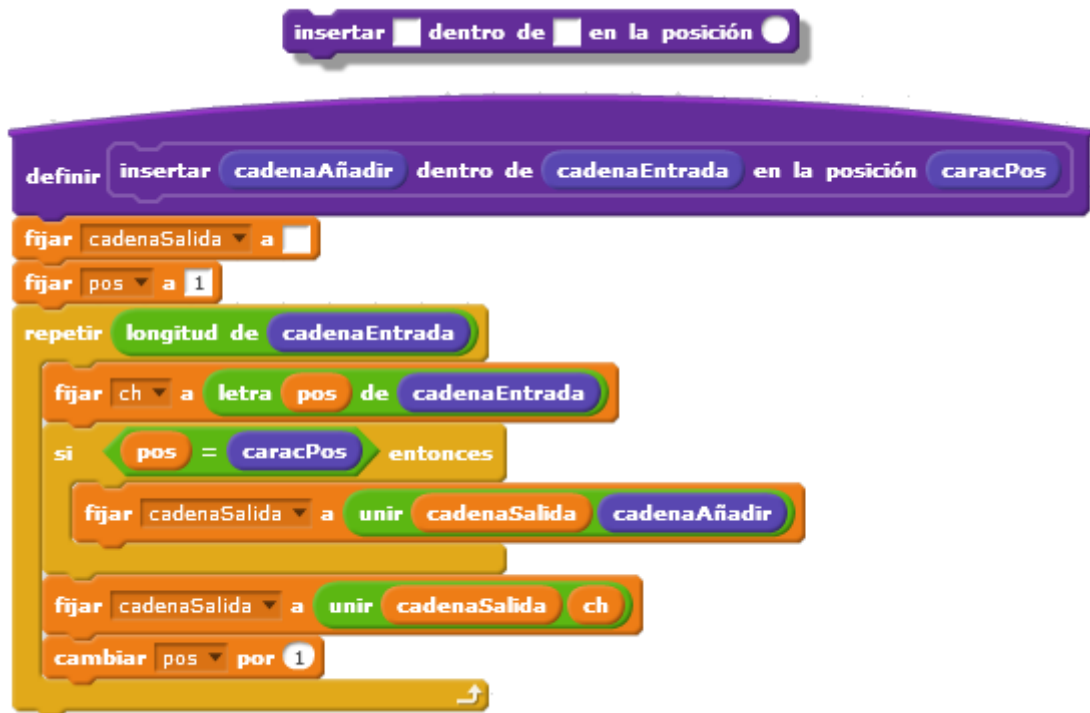 insertar dentro de en la posición
definir insertar cadenaAñadir dentro de cadenaEntrada en la posición caracPos
fijar cadenaSalida a
fijar pos a 1
repetir longitud de cadenaEntrada
fijar ch a letra pos de cadenaEntrada
si pos = caracPos entonces
fijar cadenaSalida a unir cadenaSalida cadenaAñadir
fijar cadenaSalida a unir cadenaSalida ch
cambiar pos por 1